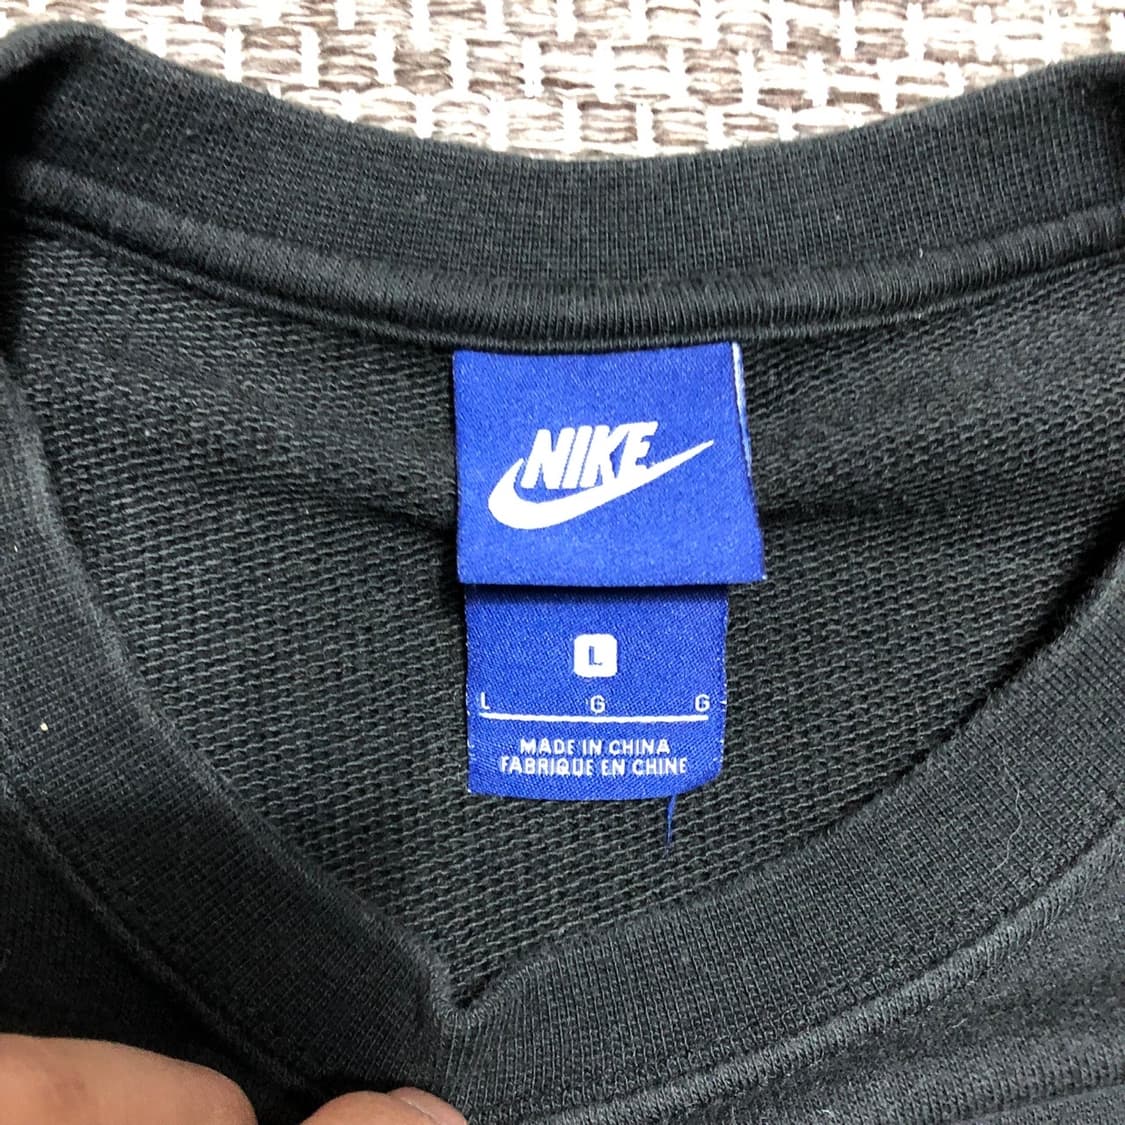 NIKE
L
L G G
MADE IN CHINA
FABRIQUE EN CHINE